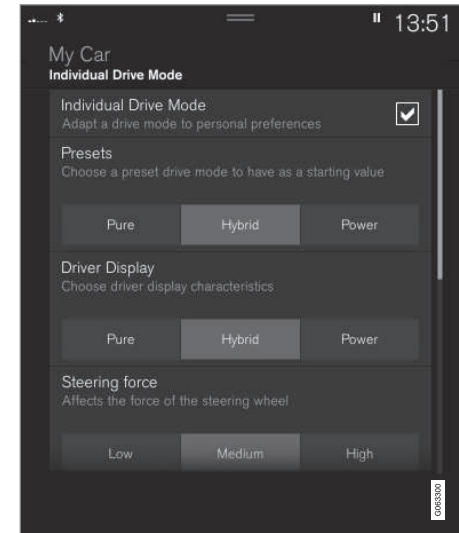 13:51
My Car
Individual Drive Mode
Individual Drive Mode
Adapt a drive mode to personal preferences
Presets
Choose a preset drive mode to have as a starting value
Pure Hybrid Power
Driver Display
Choose driver display characteristics
Pure Hybrid Power
Steering force
Affects the force of the steering wheel
Low Medium High
G063300